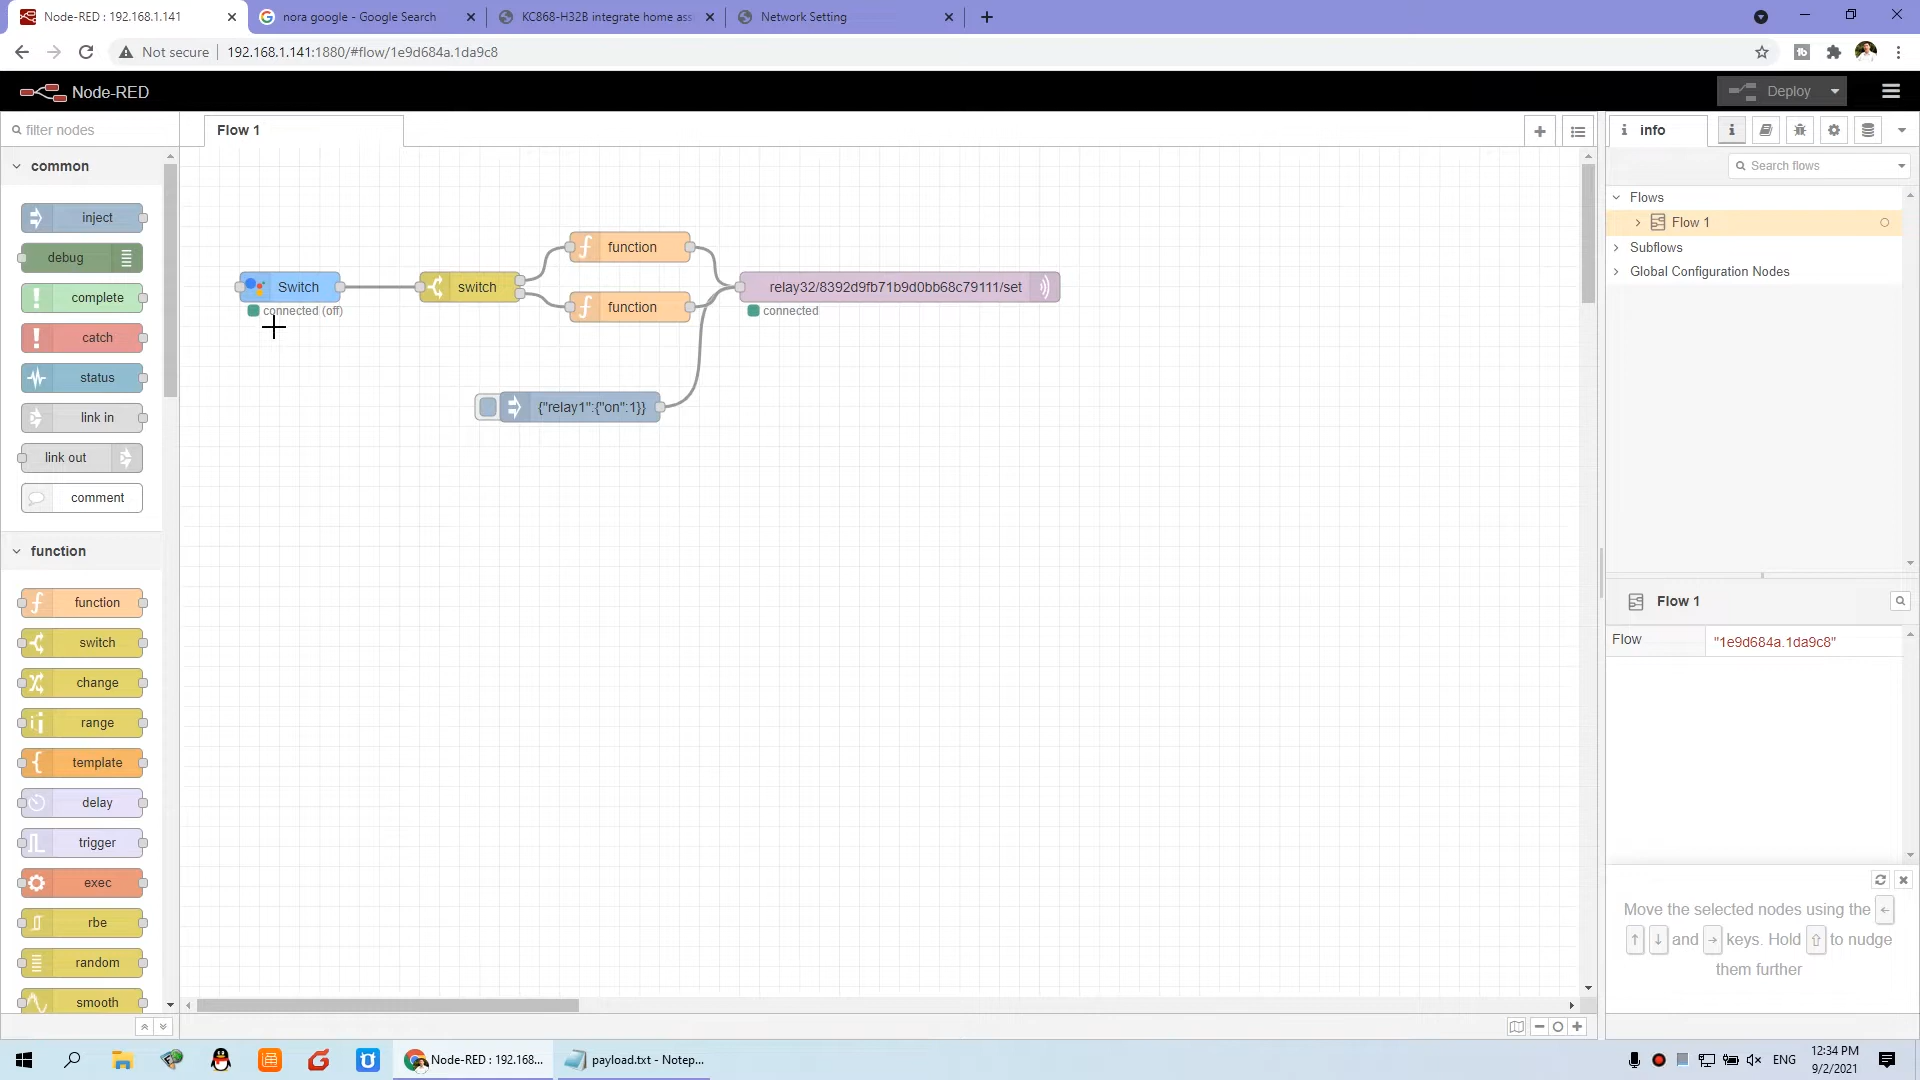 Node-RED : 192.168.1.141
nora google - Google Search
KC868-H32B integrate home ass
Network Setting
Not secure
192.168.1.141:1880/#flow/1e9d684a.1da9c8
Node-RED
Deploy
filter nodes
Flow 1
info
Search flows
common
inject
debug
complete
catch
status
link in
link out
comment
function
function
switch
change
range
template
delay
trigger
exec
rbe
random
smooth
Switch
connected (off)
switch
function
function
relay32/8392d9fb71b9d0bb68c79111/set
connected
{"relay1":{"on":1}}
Flows
Flow 1
Subflows
Global Configuration Nodes
Flow 1
Flow
"1e9d684a.1da9c8"
Move the selected nodes using the ←
↑ ↓ and → keys. Hold ⇧ to nudge
them further
Node-RED : 192.168...
payload.txt - Notep...
ENG
12:34 PM
9/2/2021